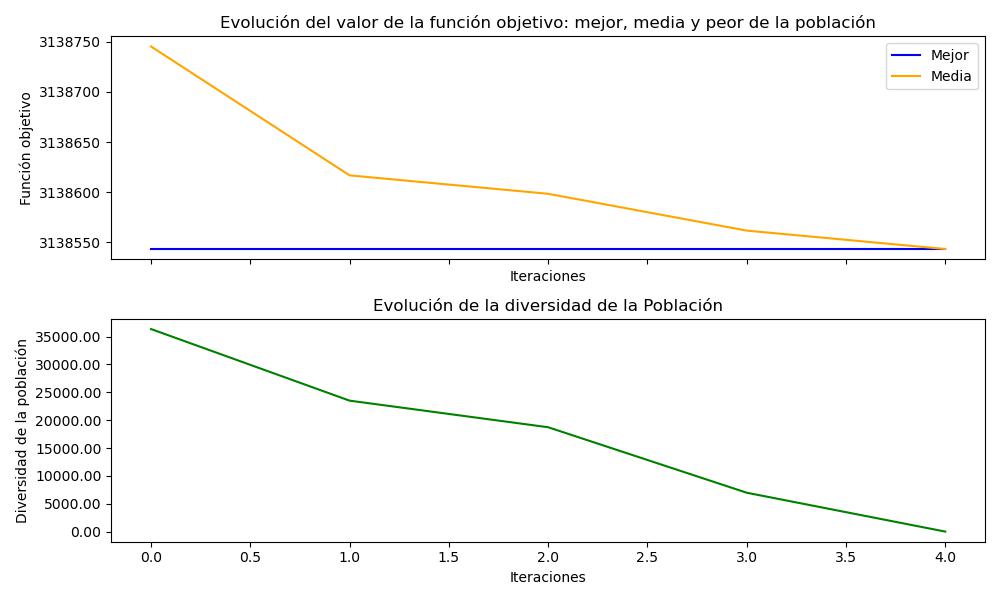 Evolución del valor de la función objetivo: mejor, media y peor de la población
Función objetivo
3138750
3138700
3138650
3138600
3138550
Mejor
Media
Iteraciones
Evolución de la diversidad de la Población
Diversidad de la población
35000.00
30000.00
25000.00
20000.00
15000.00
10000.00
5000.00
0.00
0.0 0.5 1.0 1.5 2.0 2.5 3.0 3.5 4.0
Iteraciones